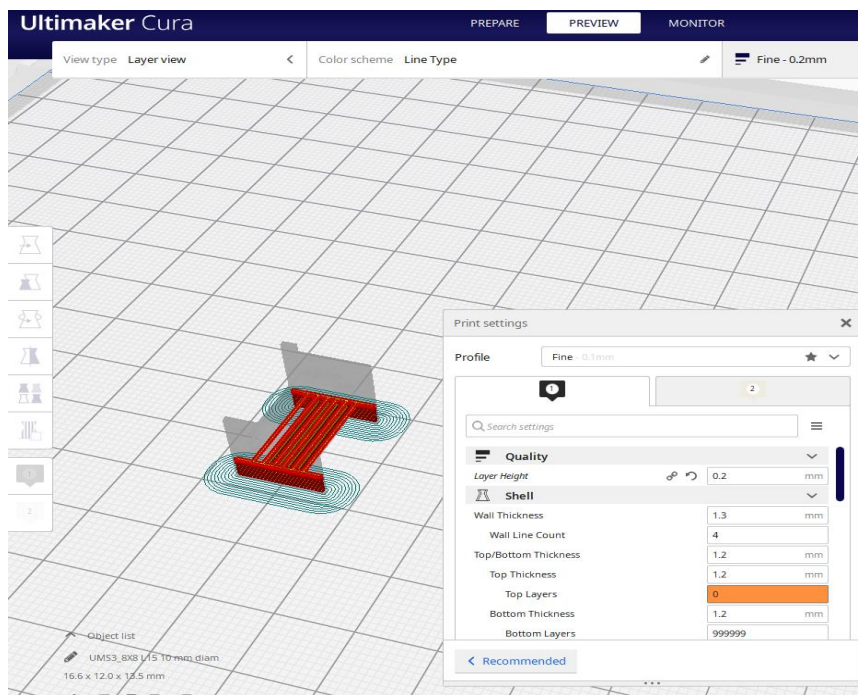 Ultimaker Cura
PREPARE PREVIEW MONITOR
View type Layer view Color scheme Line Type Fine - 0.2mm
Print settings
Profile Fine - 0.1mm
1 2
Search settings
Quality
Layer Height 0.2 mm
Shell
Wall Thickness 1.3 mm
Wall Line Count 4
Top/Bottom Thickness 1.2 mm
Top Thickness 1.2 mm
Top Layers 0
Bottom Thickness 1.2 mm
Bottom Layers 999999
Recommended
1
2
Object list
UMS3_8X8 L15 10 mm diam
16.6 x 12.0 x 13.5 mm